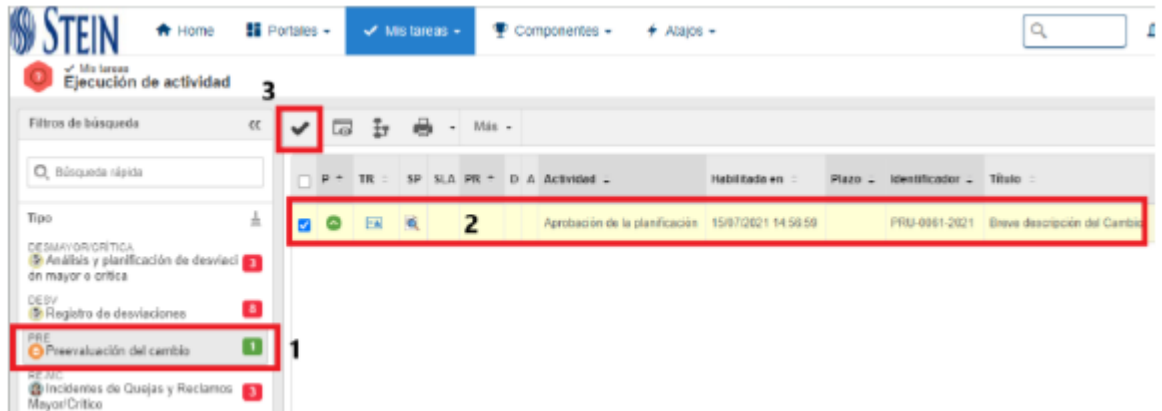 STEIN
Home Portales Mis tareas Componentes Atajos
Mis tareas
Ejecución de actividad
3
Filtros de búsqueda
Más
Búsqueda rápida
P TR SP SLA PR D A Actividad Habilitada en Plazo Identificador Título
Tipo
2 Aprobación de la planificación 15/07/2021 14:56:59 PRU-0061-2021 Breve descripción del Cambio
DESMAYOR/CRÍTICA
Análisis y planificación de desviaci
ón mayor o crítica
3
DESV
Registro de desviaciones
PRE
Preevaluación del cambio 1
1
Incidentes de Quejas y Reclamos
Mayor/Crítico
3